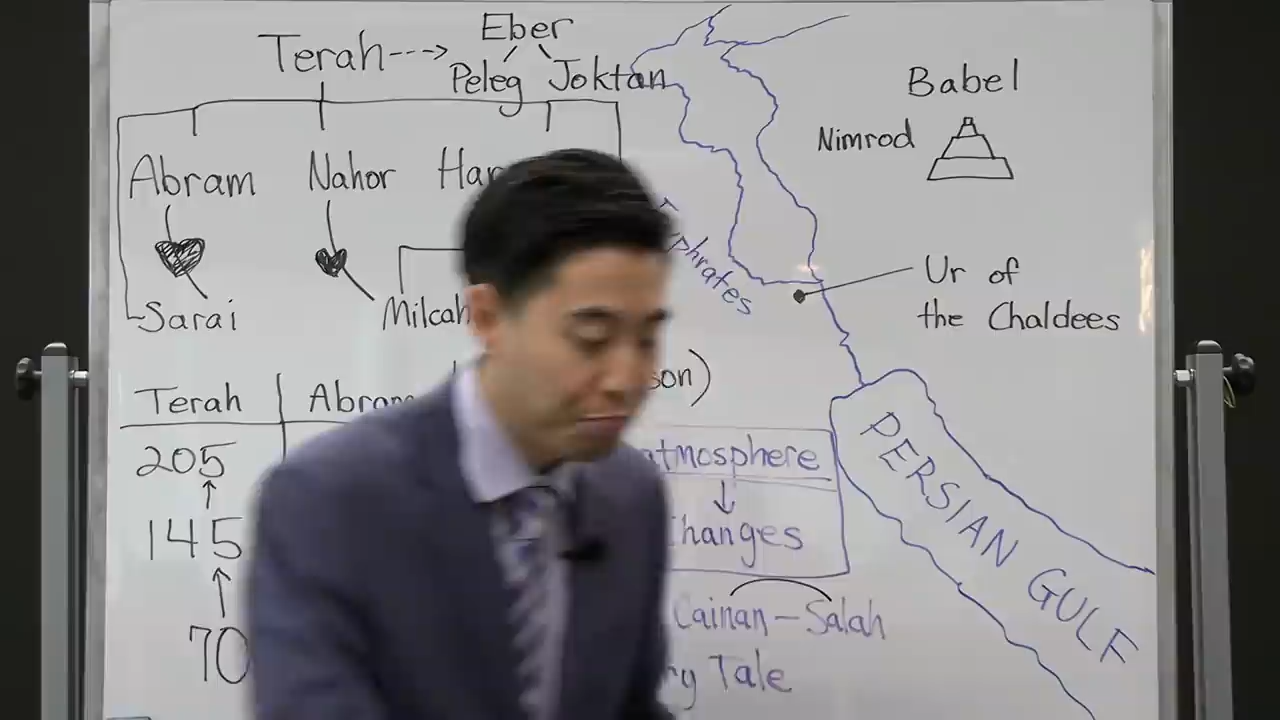 Eber
Terah
Peleg Joktan
Abram Nahor
Sarai Milcah
Terah
205
145
70
son)
atmosphere
Changes
Cainan – Salah
Tale
Babel
Nimrod
Ur of
the Chaldees
PERSIAN GULF